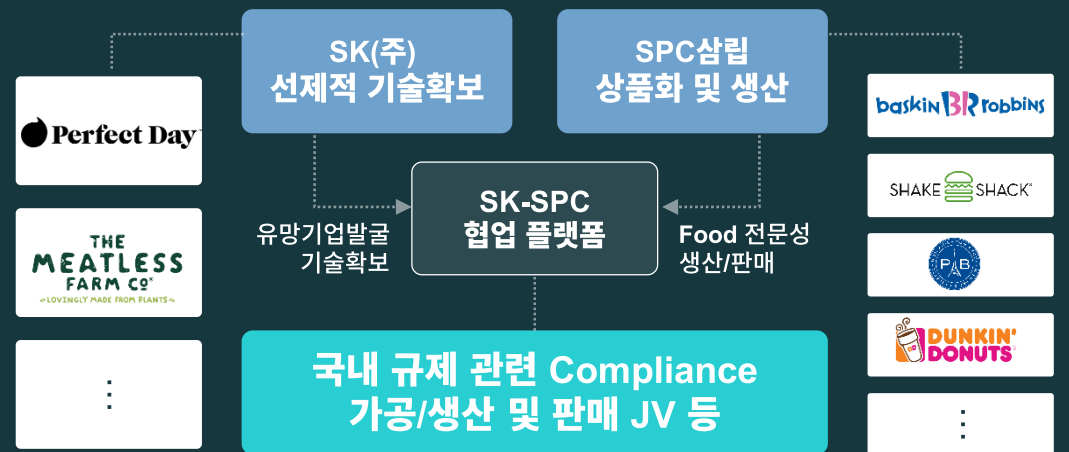 SK(주)
선제적 기술확보
SPC삼립
상품화 및 생산
Perfect Day
THE
MEATLESS
FARM CO
LOVINGLY MADE FROM PLANTS
⋮
SK-SPC
협업 플랫폼
유망기업발굴
기술확보
Food 전문성
생산/판매
baskin BR robbins
SHAKE SHACK
PB
DUNKIN'
DONUTS
⋮
국내 규제 관련 Compliance
가공/생산 및 판매 JV 등